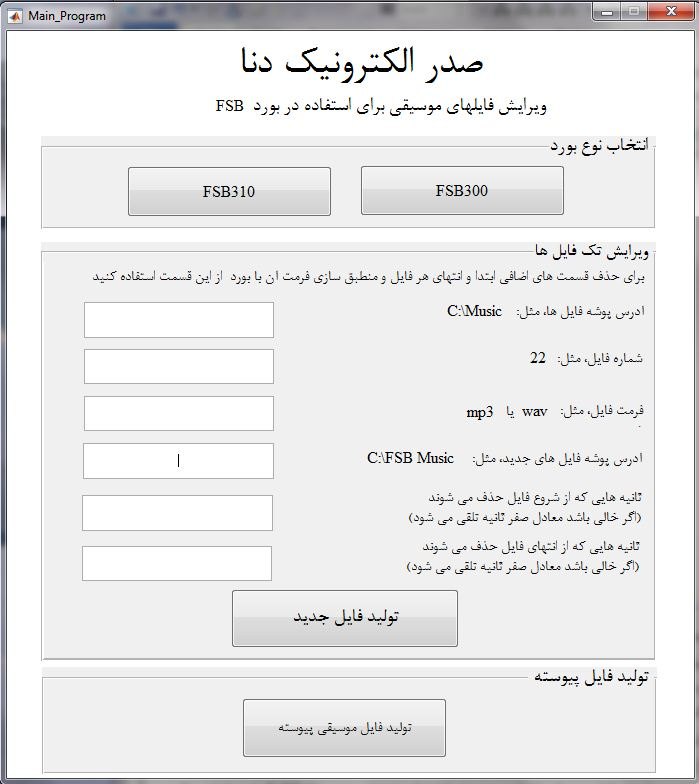 Main_Program
صدر الکترونیک دنا
ویرایش فایلهای موسیقی برای استفاده در بورد FSB
انتخاب نوع بورد
FSB300
FSB310
ویرایش تک فایل ها
برای حذف قسمت های اضافی ابتدا و انتهای هر فایل و منطبق سازی فرمت ان با بورد از این قسمت استفاده کنید
ادرس پوشه فایل ها، مثل: C:\Music
شماره فایل، مثل: 22
فرمت فایل، مثل: wav یا mp3
ادرس پوشه فایل های جدید، مثل: C:\FSB Music
ثانیه هایی که از شروع فایل حذف می شوند
(اگر خالی باشد معادل صفر ثانیه تلقی می شود)
ثانیه هایی که از انتهای فایل حذف می شوند
(اگر خالی باشد معادل صفر ثانیه تلقی می شود)
تولید فایل جدید
تولید فایل پیوسته
تولید فایل موسیقی پیوسته